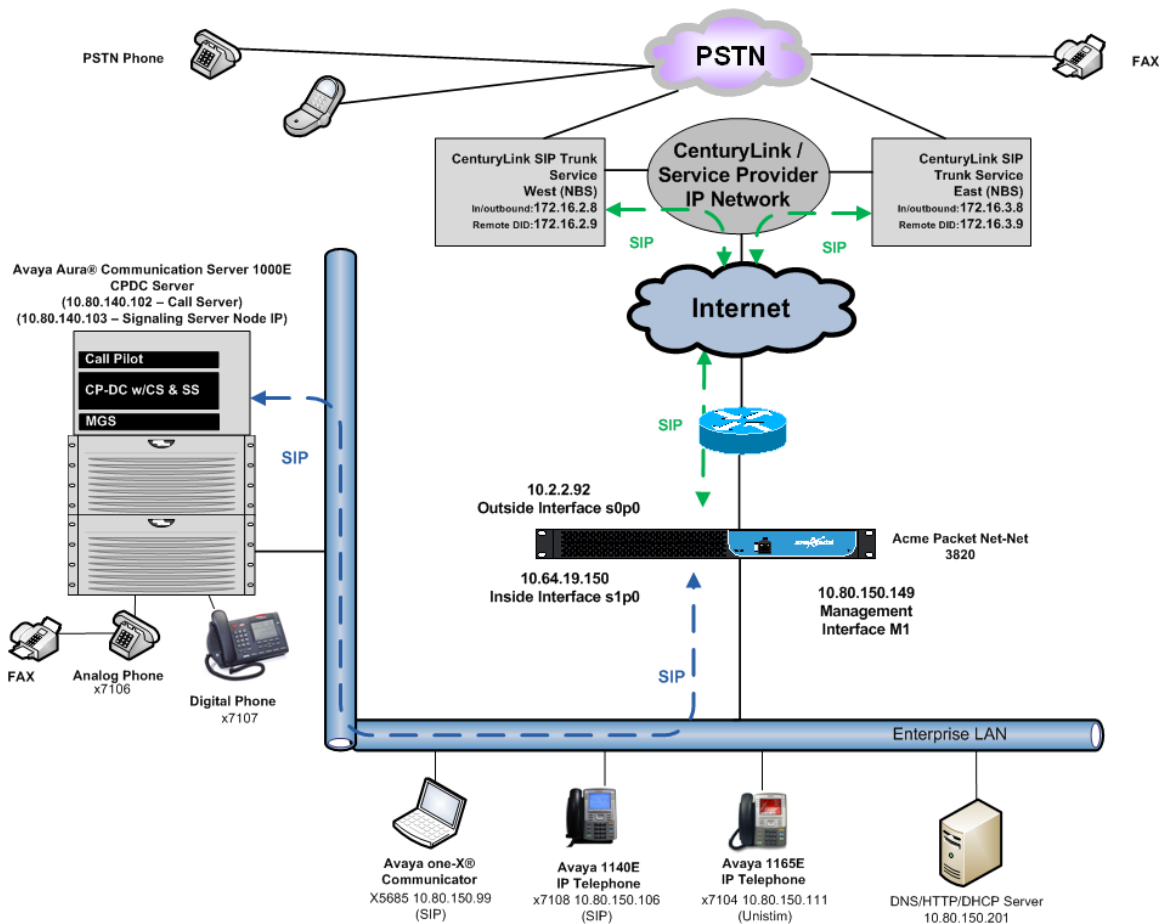 PSTN Phone
PSTN
FAX
CenturyLink SIP Trunk
Service
West (NBS)
In/outbound:172.16.2.8
Remote DID:172.16.2.9
CenturyLink /
Service Provider
IP Network
CenturyLink SIP
Trunk Service
East (NBS)
In/outbound:172.16.3.8
Remote DID:172.16.3.9
SIP
SIP
Internet
Avaya Aura® Communication Server 1000E
CPDC Server
(10.80.140.102 – Call Server)
(10.80.140.103 – Signaling Server Node IP)
Call Pilot
CP-DC w/CS & SS
MGS
SIP
SIP
10.2.2.92
Outside Interface s0p0
Acme Packet Net-Net
3820
10.64.19.150
Inside Interface s1p0
10.80.150.149
Management
Interface M1
SIP
FAX
Analog Phone
x7106
Digital Phone
x7107
Enterprise LAN
Avaya one-X®
Communicator
X5685 10.80.150.99
(SIP)
Avaya 1140E
IP Telephone
x7108 10.80.150.106
(SIP)
Avaya 1165E
IP Telephone
x7104 10.80.150.111
(Unistim)
DNS/HTTP/DHCP Server
10.80.150.201